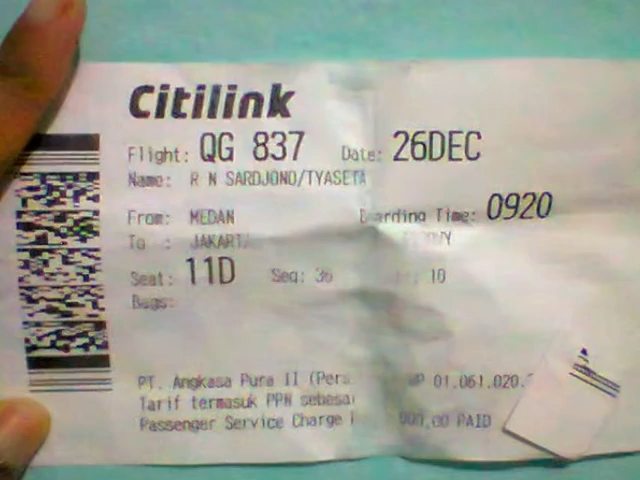 Citilink
Flight: QG 837 Date: 26DEC
Name: R N SARDJONO/TYASETA
From: MEDAN Boarding Time: 0920
To : JAKARTA
Seat: 11D Seq: 36 10
Bags:
PT. Angkasa Pura II (Pers 01.061.020.
Tarif termasuk PPN sebesar
Passenger Service Charge 000,00 PAID